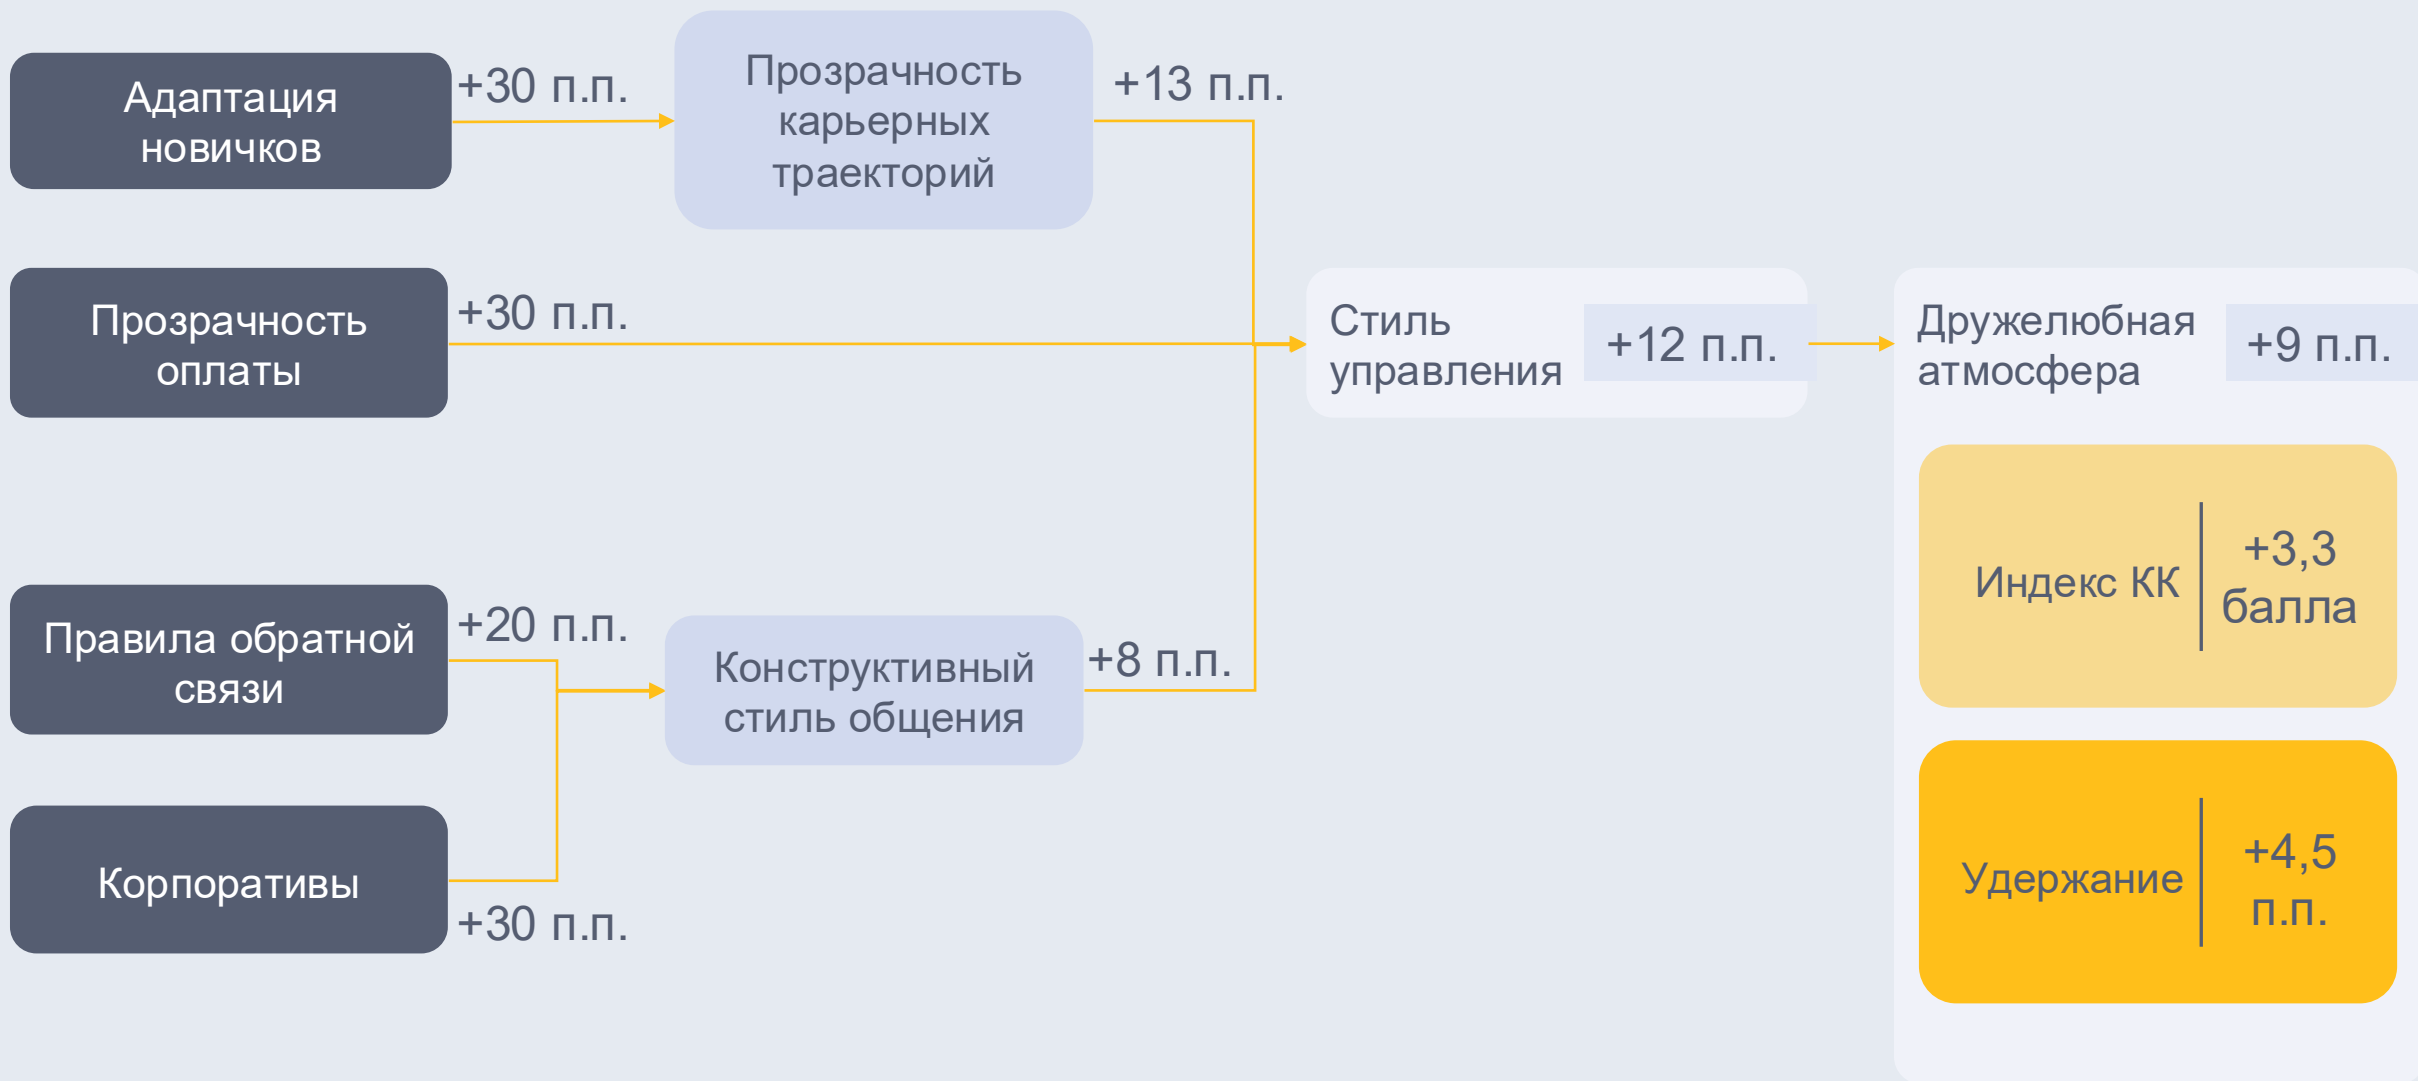 Адаптация
новичков
+30 п.п.
Прозрачность
карьерных
траекторий
+13 п.п.
Прозрачность
оплаты
+30 п.п.
Стиль
управления
+12 п.п.
Дружелюбная
атмосфера
+9 п.п.
Правила обратной
связи
+20 п.п.
Корпоративы
+30 п.п.
Конструктивный
стиль общения
+8 п.п.
Индекс КК
+3,3
балла
Удержание
+4,5
п.п.